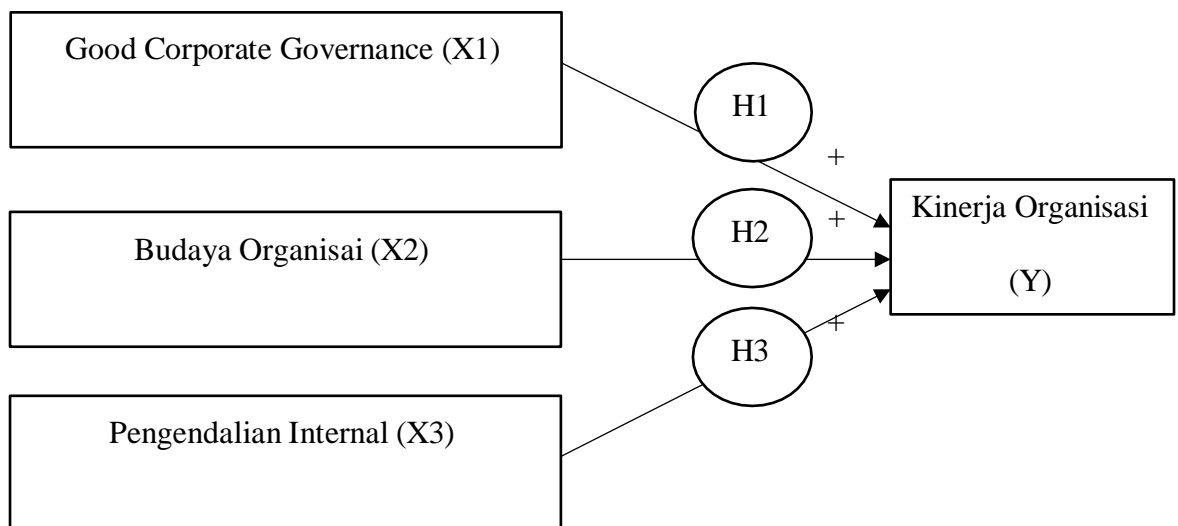 Good Corporate Governance (X1)
H1
+
Kinerja Organisasi
(Y)
Budaya Organisai (X2)
H2
+
Pengendalian Internal (X3)
H3
+